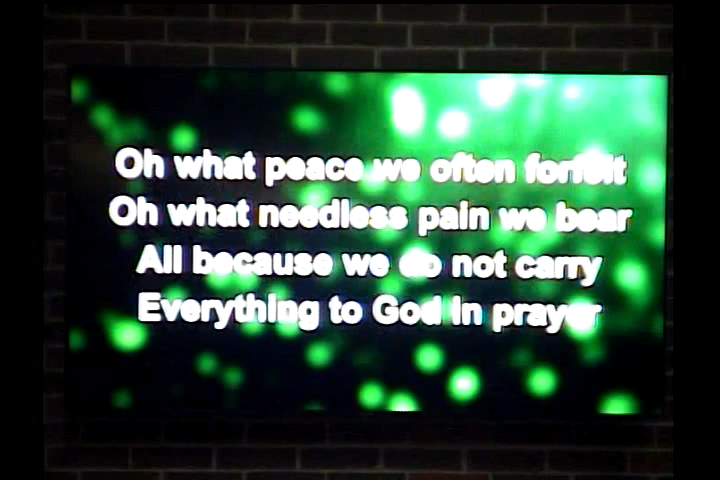 Oh what peace we often forfeit
Oh what needless pain we bear
All because we do not carry
Everything to God in prayer